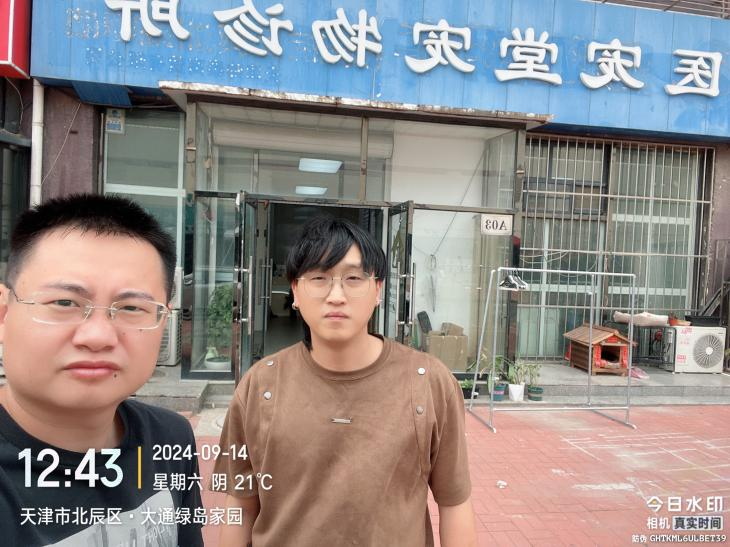 医宠堂宠物诊所
A03
12:43
2024-09-14
星期六 阴 21℃
天津市北辰区·大通绿岛家园
今日水印
相机 真实时间
防伪 GHTKML6ULBET39